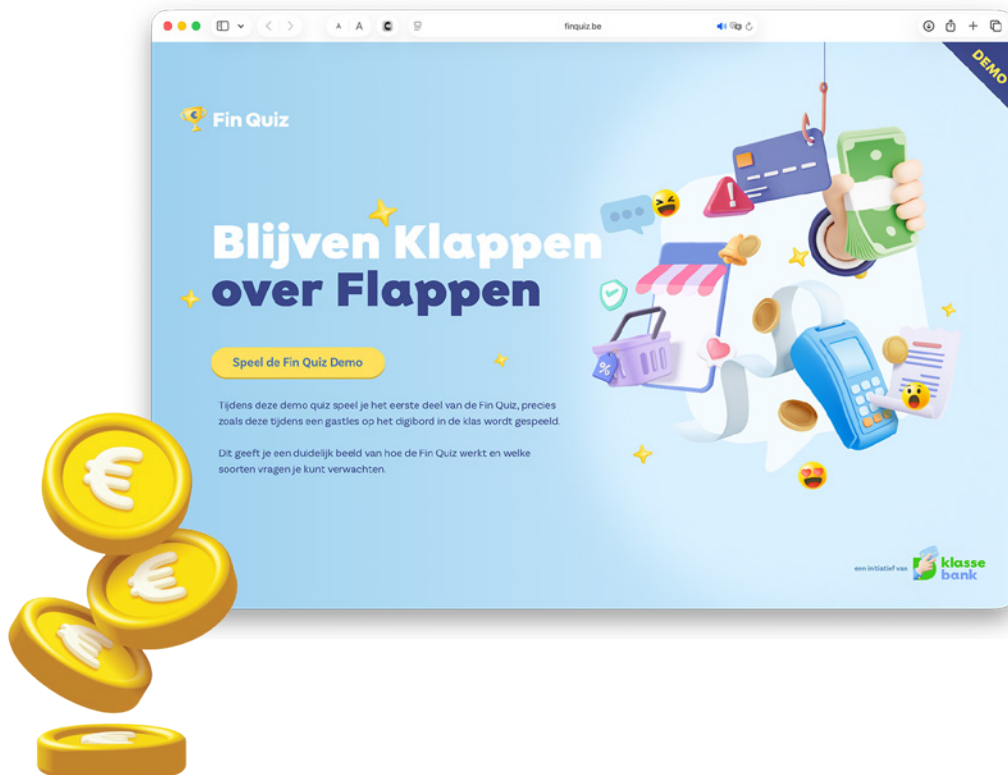 A A
finquiz.be
DEMO
Fin Quiz
Blijven Klappen
over Flappen
Speel de Fin Quiz Demo
Tijdens deze demo quiz speel je het eerste deel van de Fin Quiz, precies
zoals deze tijdens een gastles op het digibord in de klas wordt gespeeld.
Dit geeft je een duidelijk beeld van hoe de Fin Quiz werkt en welke
soorten vragen je kunt verwachten.
%
een intiatief van
klasse
bank
€
€
€